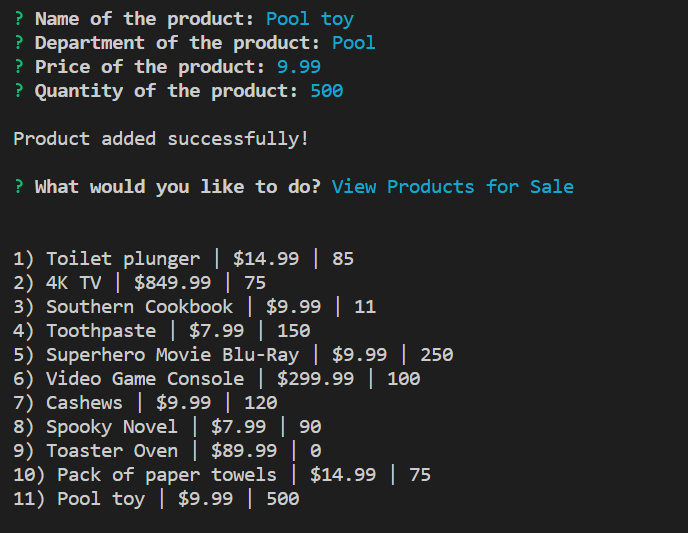 ? Name of the product: Pool toy
? Department of the product: Pool
? Price of the product: 9.99
? Quantity of the product: 500
Product added successfully!
? What would you like to do? View Products for Sale
1) Toilet plunger | $14.99 | 85
2) 4K TV | $849.99 | 75
3) Southern Cookbook | $9.99 | 11
4) Toothpaste | $7.99 | 150
5) Superhero Movie Blu-Ray | $9.99 | 250
6) Video Game Console | $299.99 | 100
7) Cashews | $9.99 | 120
8) Spooky Novel | $7.99 | 90
9) Toaster Oven | $89.99 | 0
10) Pack of paper towels | $14.99 | 75
11) Pool toy | $9.99 | 500